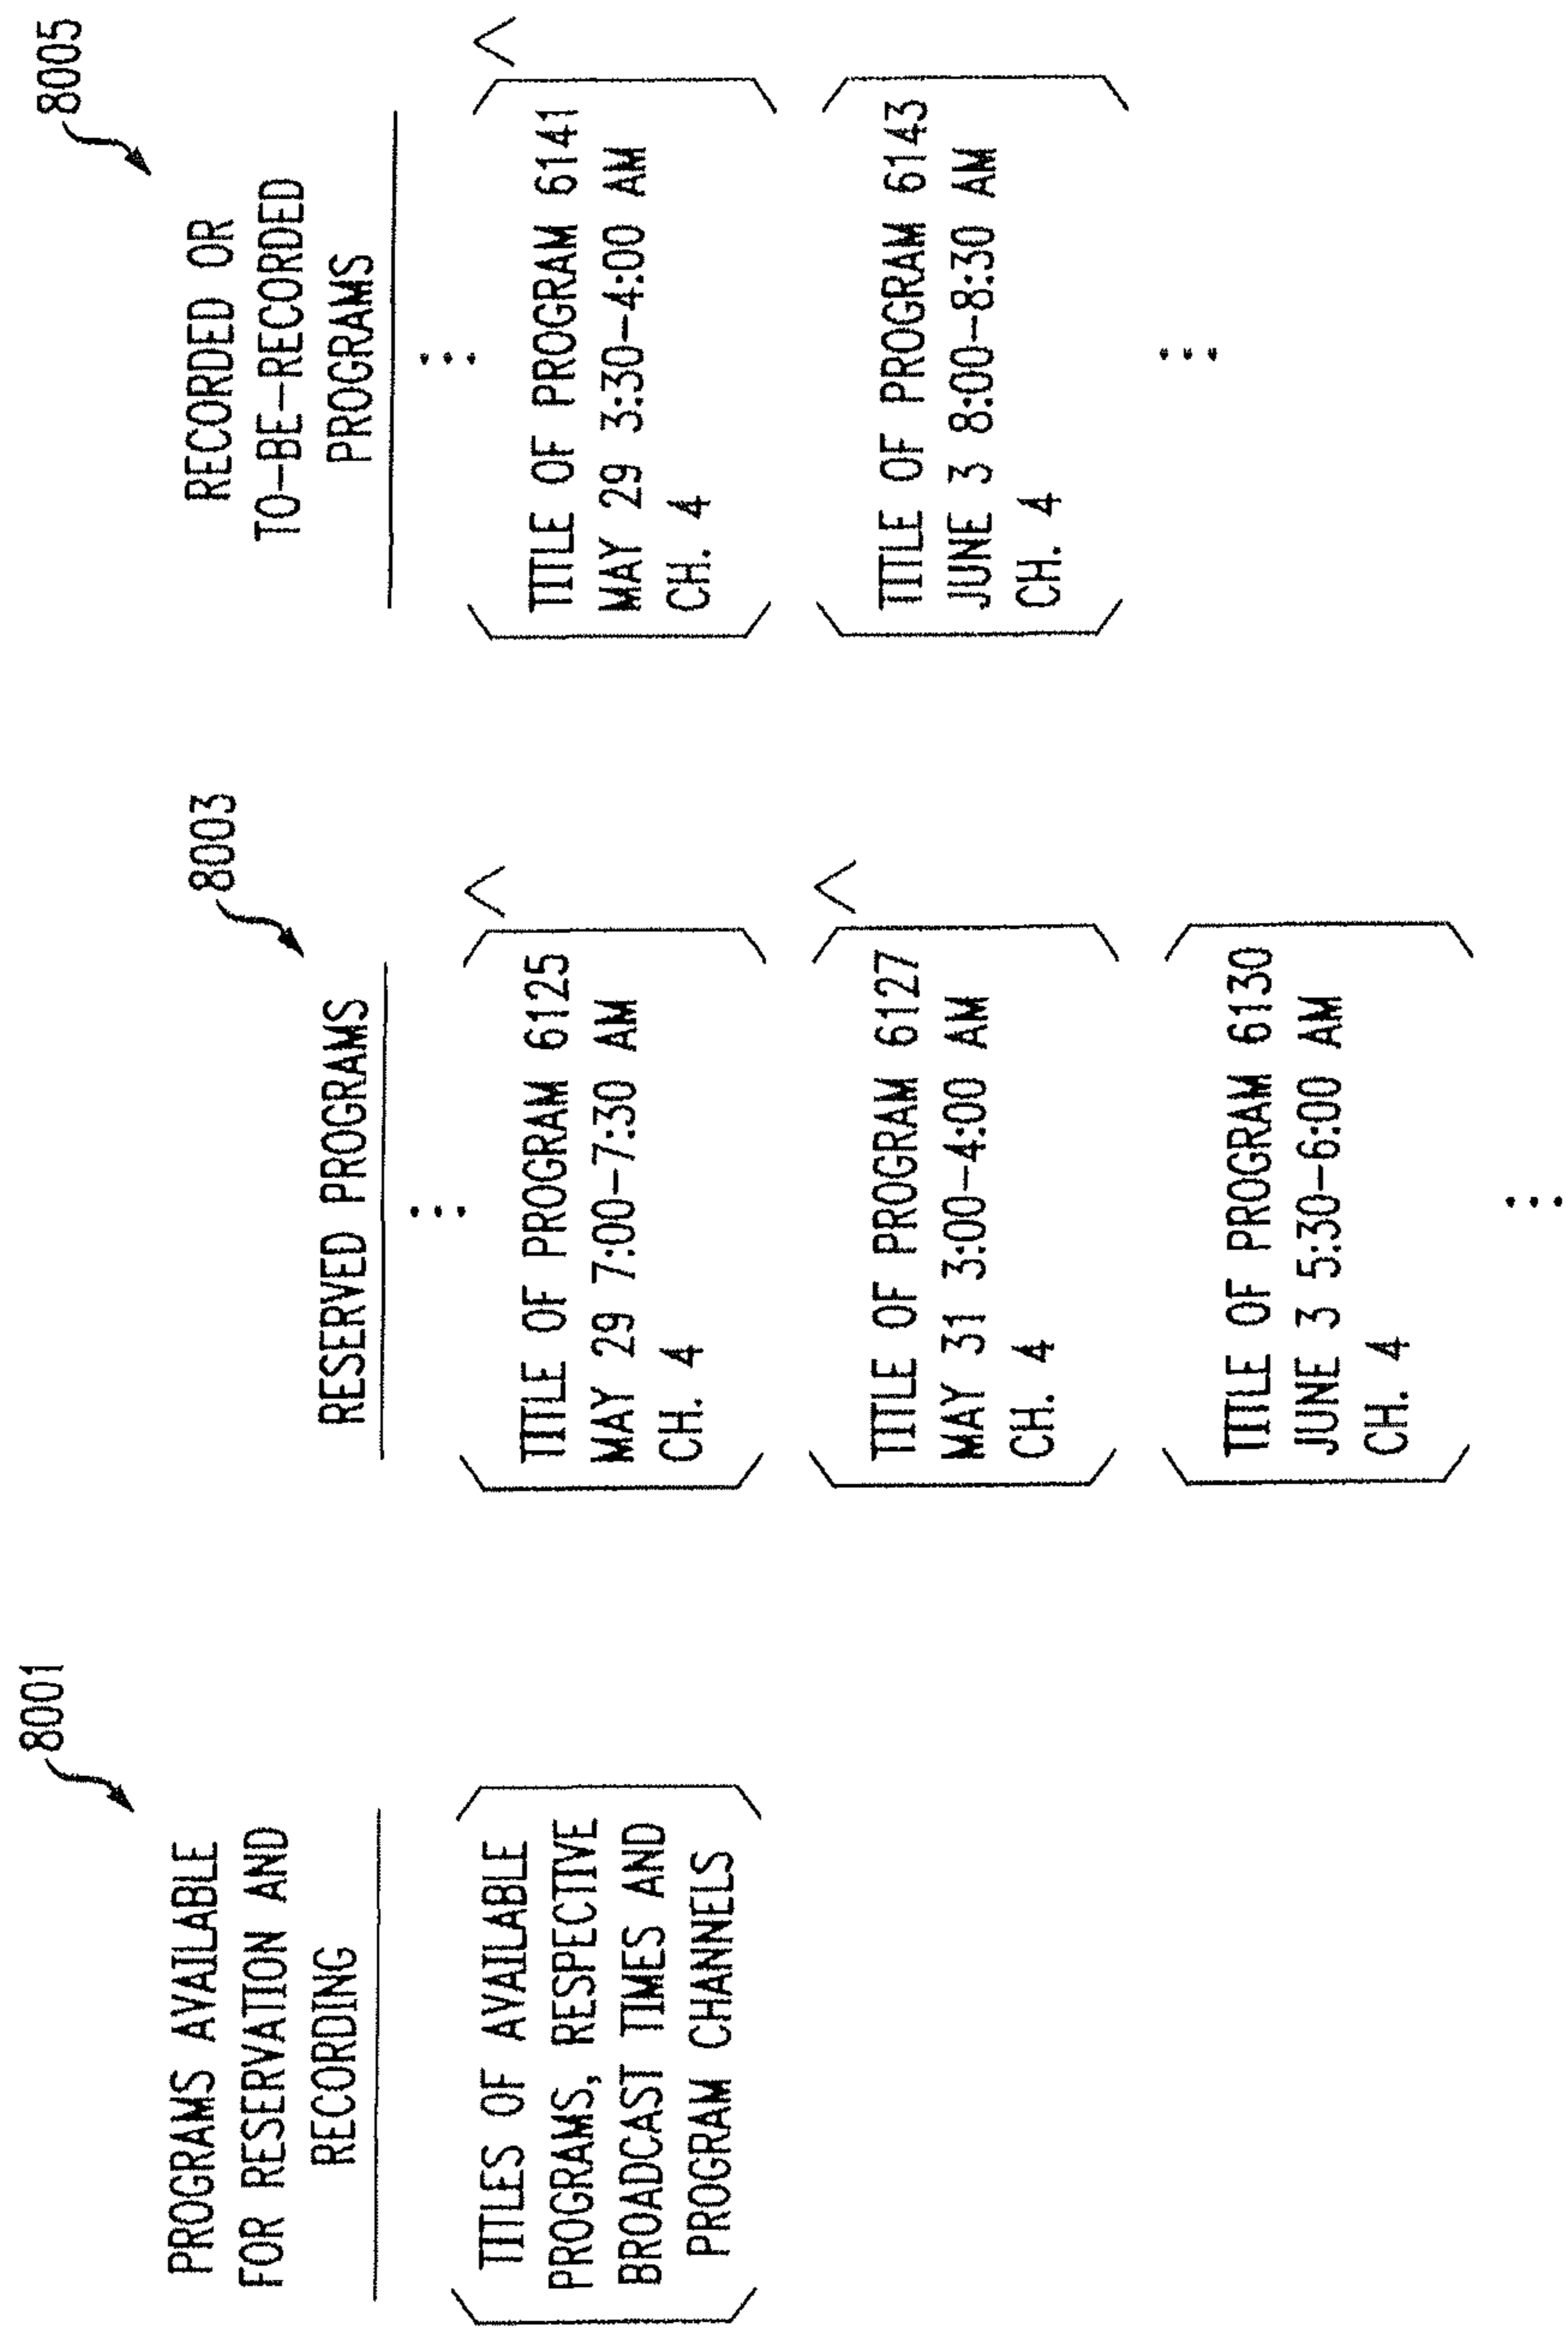 8001
PROGRAMS AVAILABLE
FOR RESERVATION AND
RECORDING
TITLES OF AVAILABLE
PROGRAMS, RESPECTIVE
BROADCAST TIMES AND
PROGRAM CHANNELS
8003
RESERVED PROGRAMS
...
TITLE OF PROGRAM 6125
MAY 29 7:00-7:30 AM
CH. 4
TITLE OF PROGRAM 6127
MAY 31 3:00-4:00 AM
CH. 4
TITLE OF PROGRAM 6130
JUNE 3 5:30-6:00 AM
CH. 4
...
8005
RECORDED OR
TO-BE-RECORDED
PROGRAMS
...
TITLE OF PROGRAM 6141
MAY 29 3:30-4:00 AM
CH. 4
TITLE OF PROGRAM 6143
JUNE 3 8:00-8:30 AM
CH. 4
...